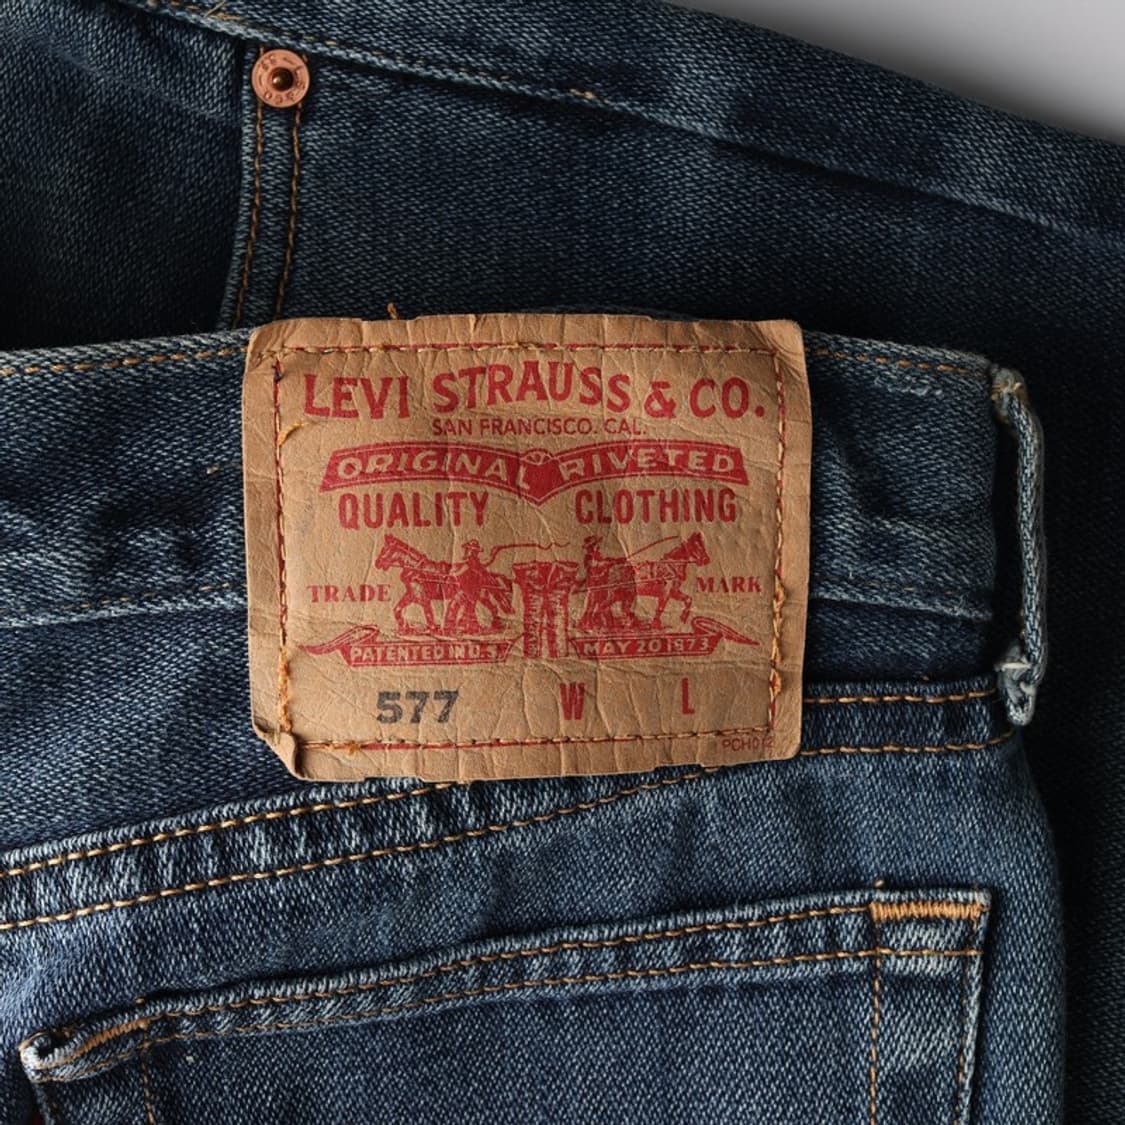 LEVI STRAUSS & CO.
SAN FRANCISCO. CAL.
ORIGINAL RIVETED
QUALITY CLOTHING
TRADE MARK
PATENTED IN U.S. MAY 20 1873
577 W L